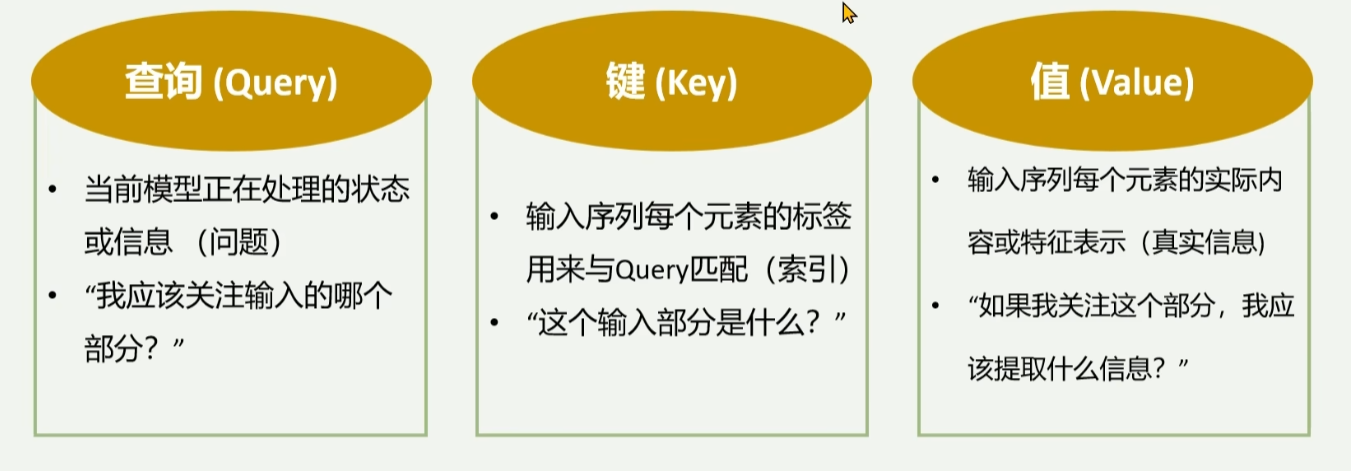 查询 (Query)
• 当前模型正在处理的状态
或信息 （问题）
• “我应该关注输入的哪个
部分？”
键 (Key)
• 输入序列每个元素的标签
用来与Query匹配（索引）
• “这个输入部分是什么？”
值 (Value)
• 输入序列每个元素的实际内
容或特征表示（真实信息)
• “如果我关注这个部分，我应
该提取什么信息？”